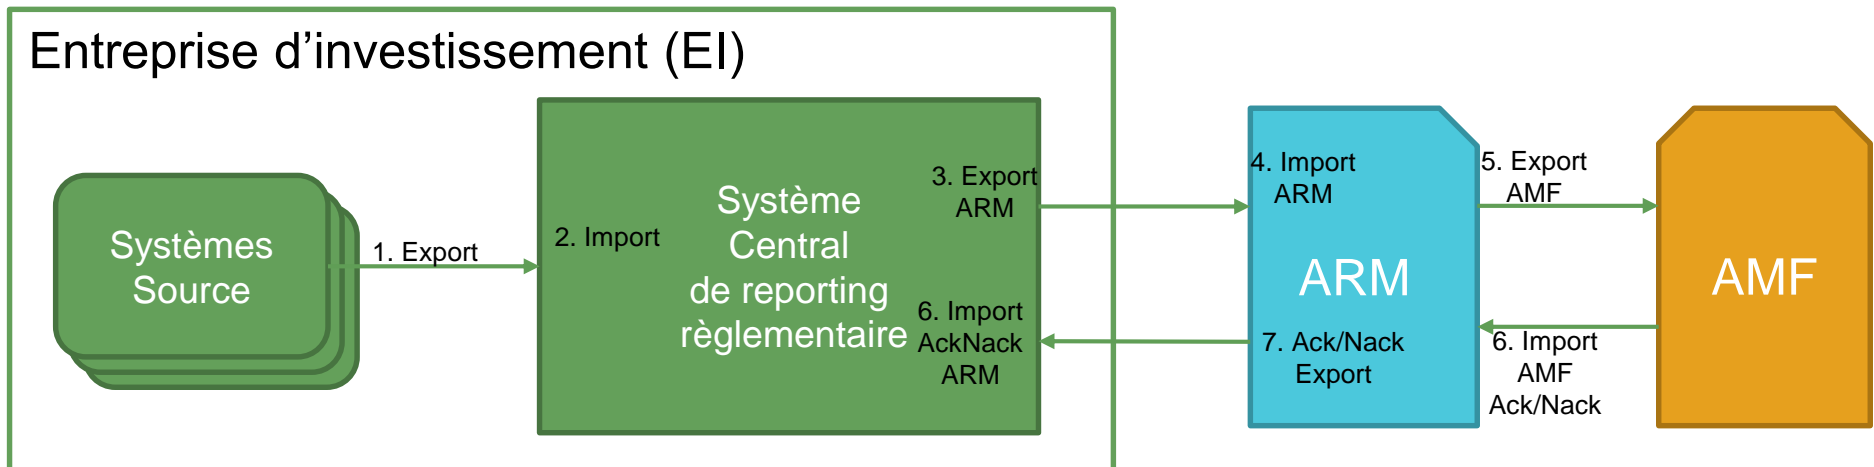 Entreprise d’investissement (EI)
Systèmes
Source
1. Export
2. Import
Système
Central
de reporting
règlementaire
3. Export
ARM
6. Import
AckNack
ARM
4. Import
ARM
ARM
7. Ack/Nack
Export
5. Export
AMF
6. Import
AMF
Ack/Nack
AMF